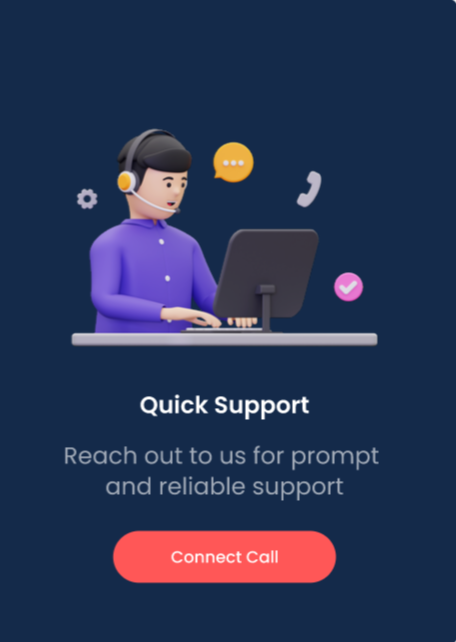 Quick Support
Reach out to us for prompt
and reliable support
Connect Call